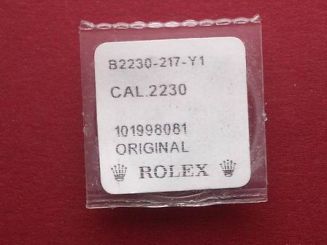 B2230-217-Y1
CAL.2230
101998081
ORIGINAL
ROLEX